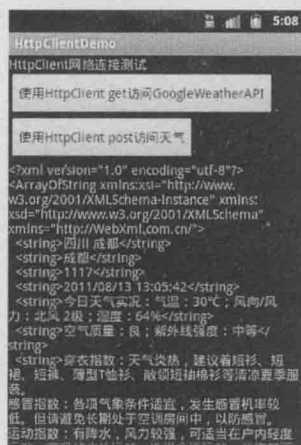 5:08
HttpClientDemo
HttpClient网络连接测试
使用HttpClient get访问GoogleWeatherAPI
使用HttpClient post访问天气
<?xml version="1.0" encoding="utf-8"?>
<ArrayOfString xmlns:xsi="http://www.
w3.org/2001/XMLSchema-instance" xmlns:
xsd="http://www.w3.org/2001/XMLSchema"
xmlns="http://WebXml.com.cn/">
<string>四川 成都</string>
<string>成都</string>
<string>1117</string>
<string>2011/08/13 13:05:42</string>
<string>今日天气实况：气温：30℃；风向/风
力：北风 2级；湿度：64%</string>
<string>空气质量：良；紫外线强度：中等</
string>
<string>穿衣指数：天气炎热，建议着短衫、短
裙、短裤、薄型T恤衫、敞领短袖棉衫等清凉夏季服
装。
感冒指数：各项气象条件适宜，发生感冒机率较
低。但请避免长期处于空调房间中，以防感冒。
运动指数：有降水，风力较强，可适当在户内轻度